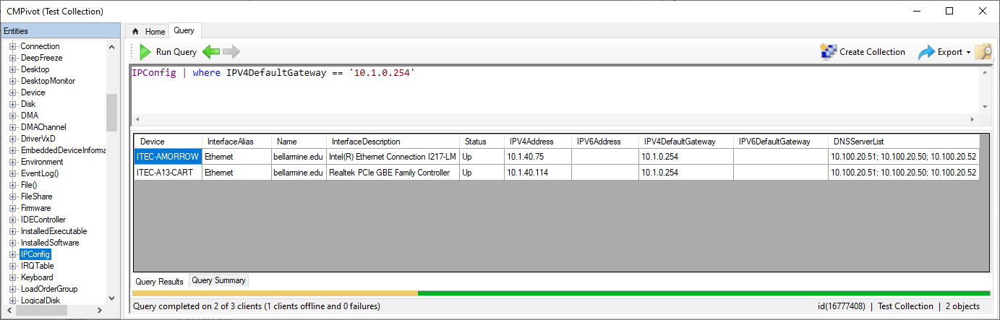 CMPivot (Test Collection)
Entities
Connection
DeepFreeze
Desktop
DesktopMonitor
Device
Disk
DMA
DMAChannel
DriverVxD
EmbeddedDeviceInforma
Environment
EventLog()
File()
FileShare
Firmware
IDEController
InstalledExecutable
InstalledSoftware
IPConfig
IRQTable
Keyboard
LoadOrderGroup
LogicalDisk
Home Query
Run Query Create Collection Export
IPConfig | where IPV4DefaultGateway == '10.1.0.254'
Device InterfaceAlias Name InterfaceDescription Status IPV4Address IPV6Address IPV4DefaultGateway IPV6DefaultGateway DNSServerList
ITEC-AMORROW Ethernet bellarmine.edu Intel(R) Ethernet Connection I217-LM Up 10.1.40.75 10.1.0.254 10.100.20.51; 10.100.20.50; 10.100.20.52
ITEC-A13-CART Ethernet bellarmine.edu Realtek PCIe GBE Family Controller Up 10.1.40.114 10.1.0.254 10.100.20.51; 10.100.20.50; 10.100.20.52
Query Results Query Summary
Query completed on 2 of 3 clients (1 clients offline and 0 failures) id(16777408) | Test Collection | 2 objects